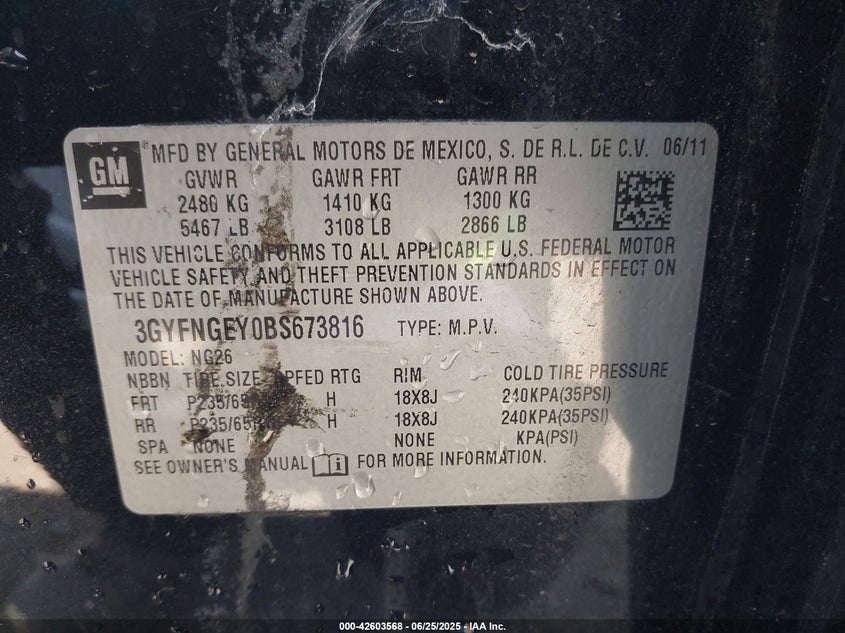 GM ® MFD BY GENERAL MOTORS DE MEXICO, S. DE R.L. DE C.V. 06/11
GVWR GAWR FRT GAWR RR
2480 KG 1410 KG 1300 KG
5467 LB 3108 LB 2866 LB
THIS VEHICLE CONFORMS TO ALL APPLICABLE U.S. FEDERAL MOTOR
VEHICLE SAFETY AND THEFT PREVENTION STANDARDS IN EFFECT ON
THE DATE OF MANUFACTURE SHOWN ABOVE.
3GYFNGEY0BS673816 TYPE: M.P.V.
MODEL: NG26
NBBN TIRE SIZE SPEED RTG RIM COLD TIRE PRESSURE
FRT H 18X8J 240KPA(35PSI)
RR H 18X8J 240KPA(35PSI)
SPA NONE NONE KPA(PSI)
SEE OWNER'S MANUAL FOR MORE INFORMATION.
000-42603568 - 06/25/2025 - IAA Inc.